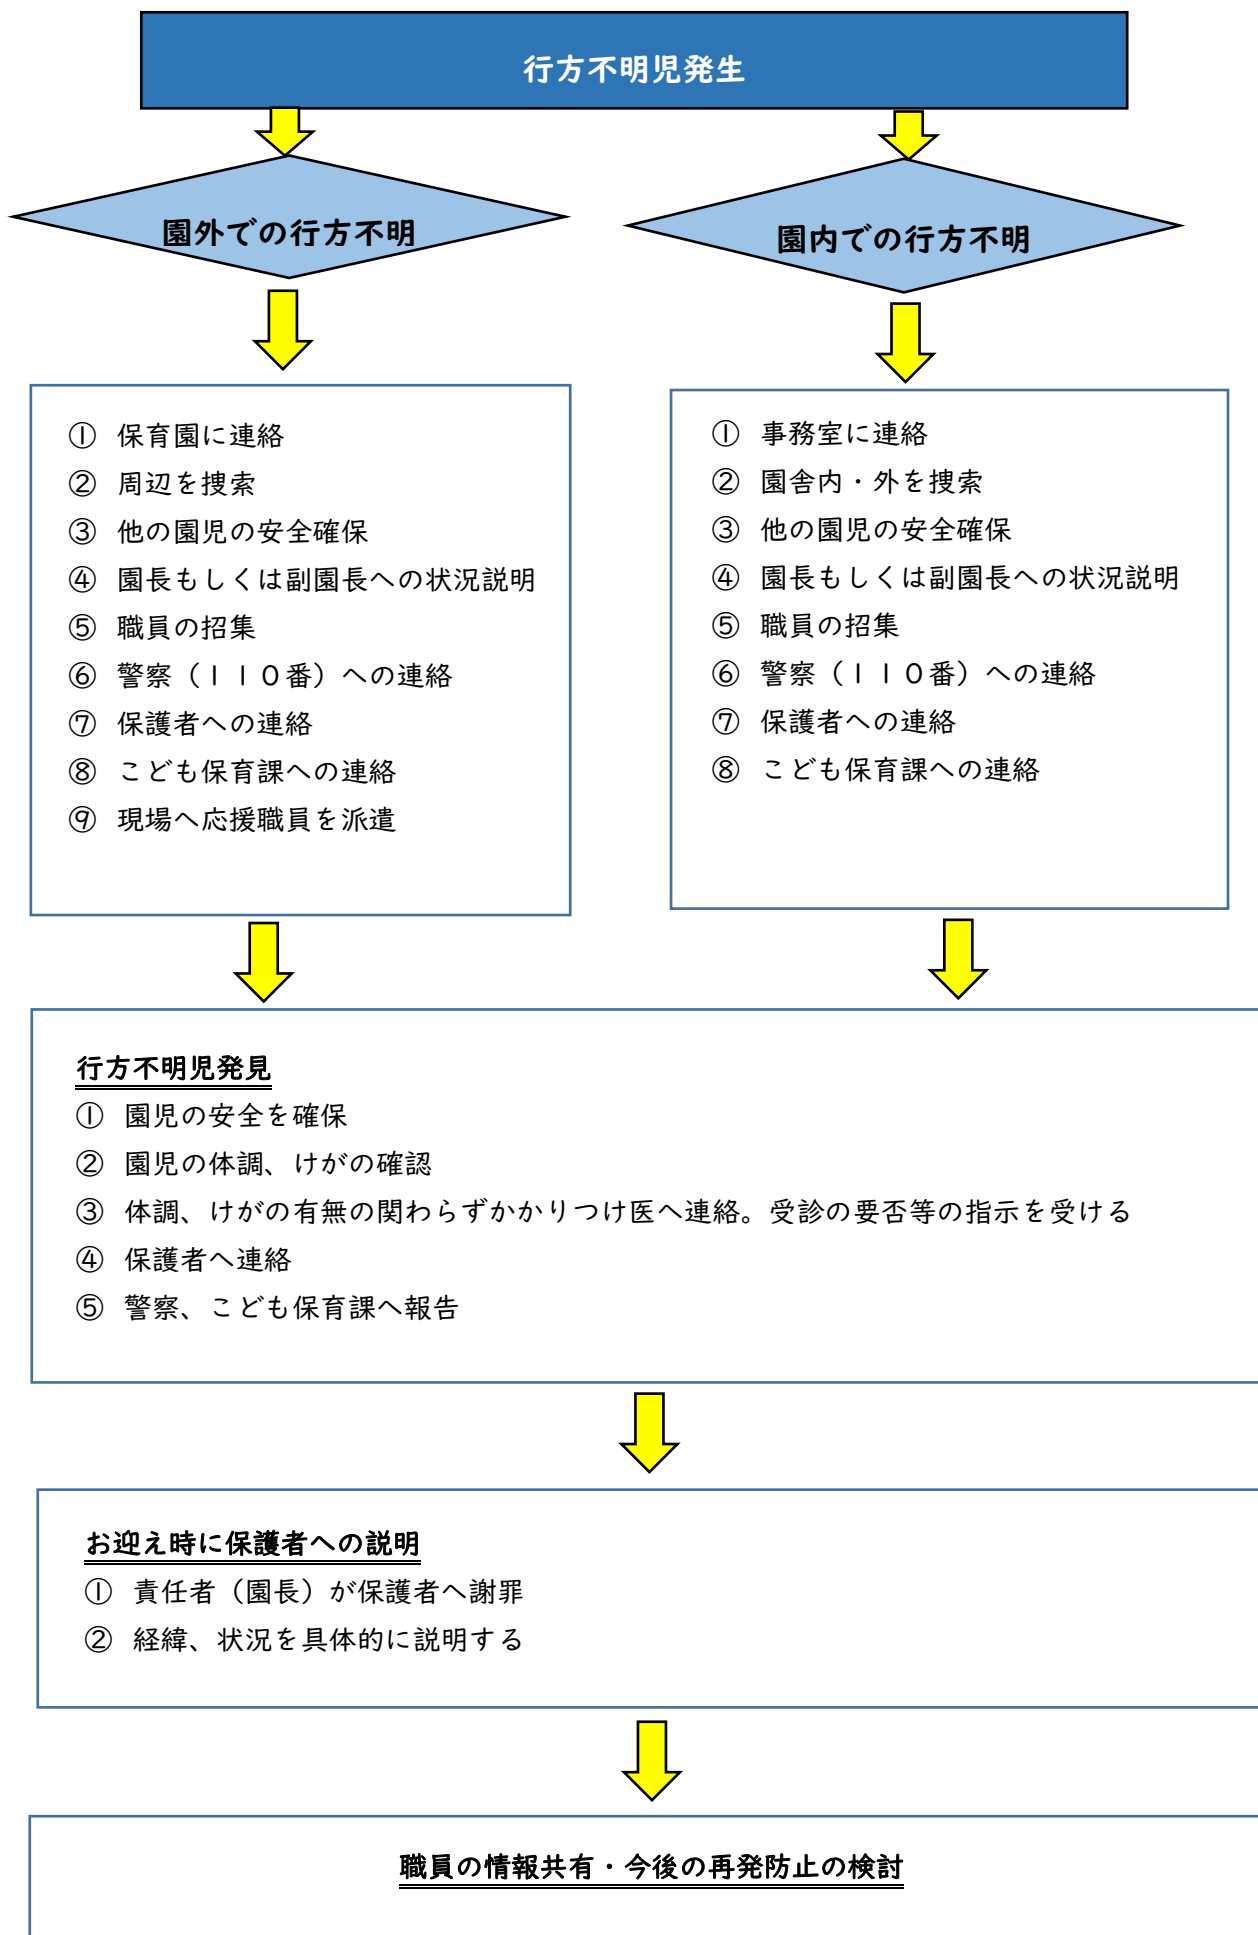 行方不明児発生
園外での行方不明
園内での行方不明
① 保育園に連絡
② 周辺を捜索
③ 他の園児の安全確保
④ 園長もしくは副園長への状況説明
⑤ 職員の招集
⑥ 警察（１１０番）への連絡
⑦ 保護者への連絡
⑧ こども保育課への連絡
⑨ 現場へ応援職員を派遣
① 事務室に連絡
② 園舎内・外を捜索
③ 他の園児の安全確保
④ 園長もしくは副園長への状況説明
⑤ 職員の招集
⑥ 警察（１１０番）への連絡
⑦ 保護者への連絡
⑧ こども保育課への連絡
行方不明児発見
① 園児の安全を確保
② 園児の体調、けがの確認
③ 体調、けがの有無の関わらずかかりつけ医へ連絡。受診の要否等の指示を受ける
④ 保護者へ連絡
⑤ 警察、こども保育課へ報告
お迎え時に保護者への説明
① 責任者（園長）が保護者へ謝罪
② 経緯、状況を具体的に説明する
職員の情報共有・今後の再発防止の検討